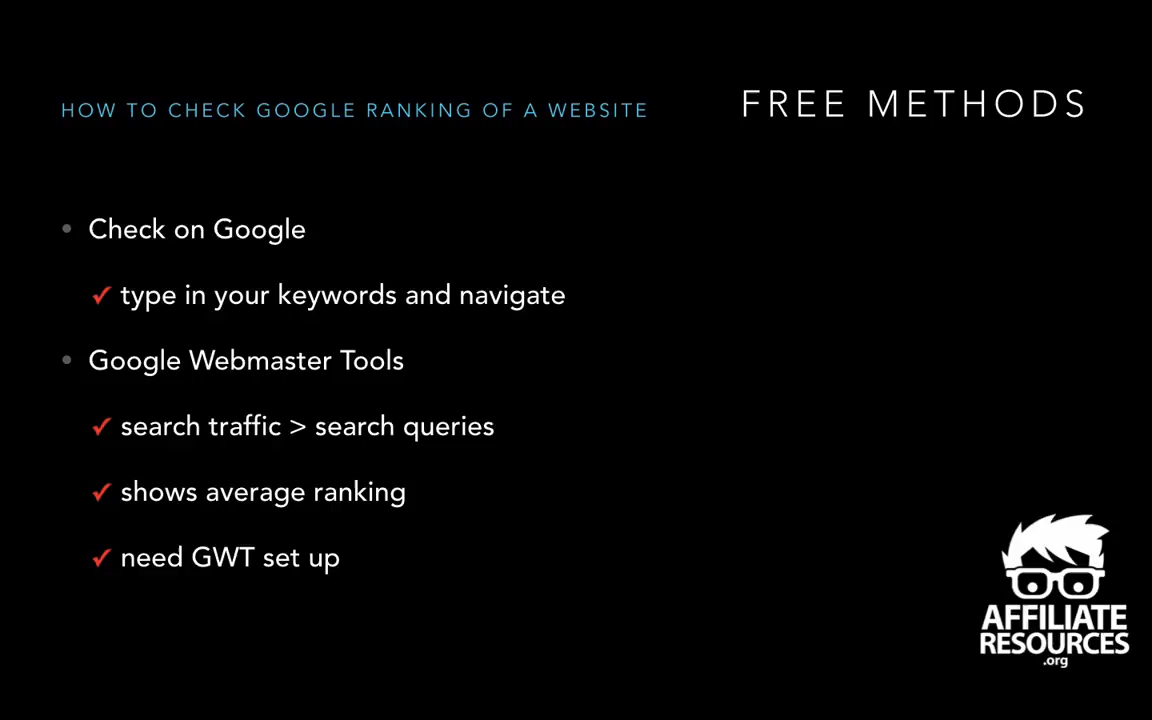 HOW TO CHECK GOOGLE RANKING OF A WEBSITE
FREE METHODS
• Check on Google
✓ type in your keywords and navigate
• Google Webmaster Tools
✓ search traffic > search queries
✓ shows average ranking
✓ need GWT set up
AFFILIATE
RESOURCES
.org